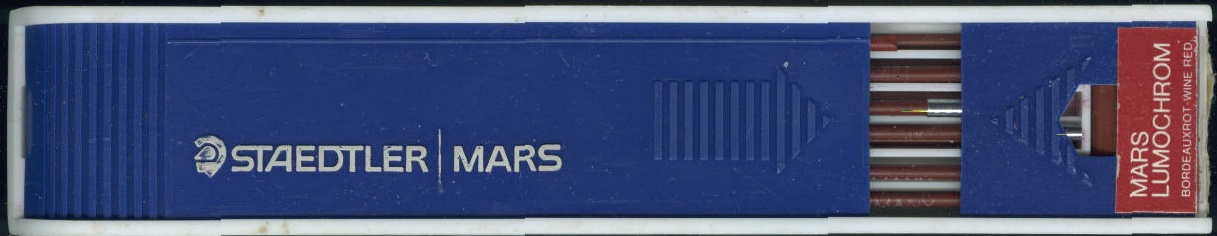 STAEDTLER | MARS
MARS
LUMOCHROM
BORDEAUXROT · WINE RED